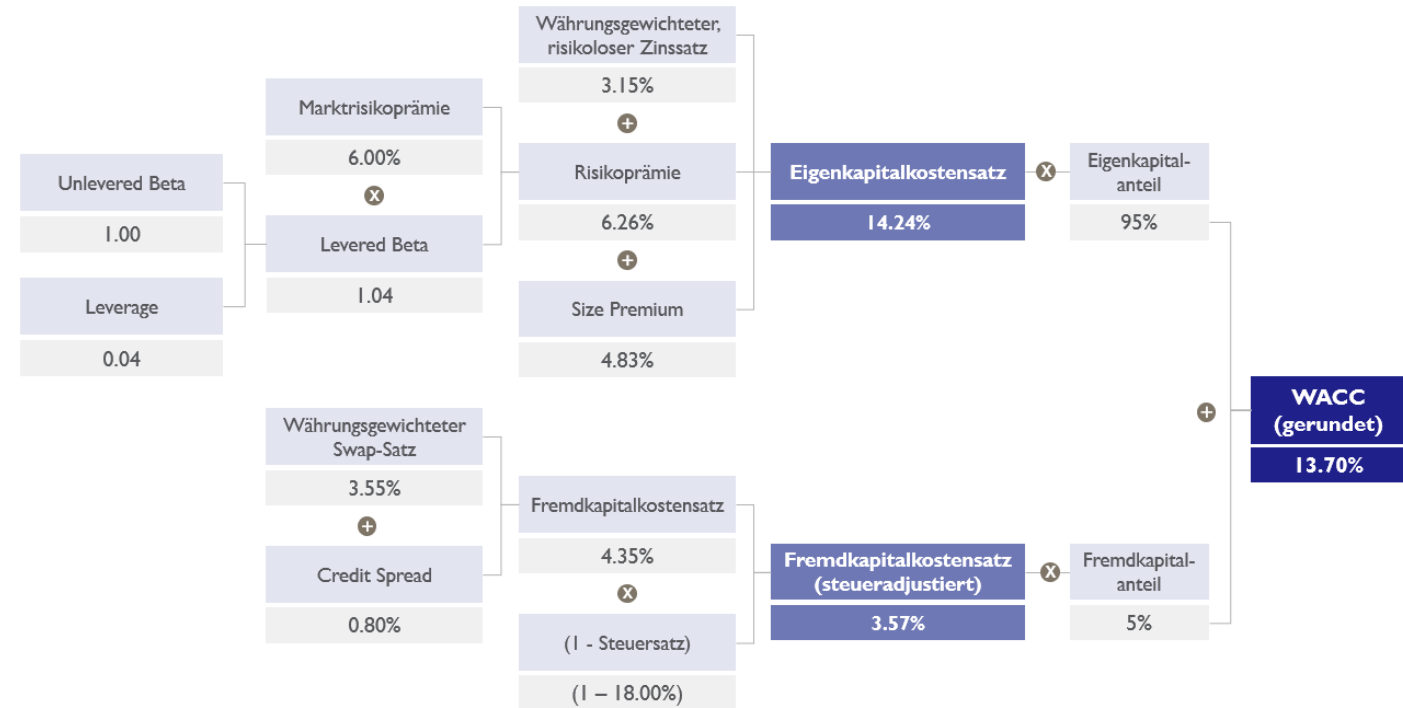 Unlevered Beta
1.00
Leverage
0.04
Marktrisikoprämie
6.00%
x
Levered Beta
1.04
Währungsgewichteter,
risikoloser Zinssatz
3.15%
+
Risikoprämie
6.26%
+
Size Premium
4.83%
Eigenkapitalkostensatz
14.24%
x
Eigenkapital-
anteil
95%
Währungsgewichteter
Swap-Satz
3.55%
+
Credit Spread
0.80%
Fremdkapitalkostensatz
4.35%
x
(1 - Steuersatz)
(1 – 18.00%)
Fremdkapitalkostensatz
(steueradjustiert)
3.57%
x
Fremdkapital-
anteil
5%
+
WACC
(gerundet)
13.70%